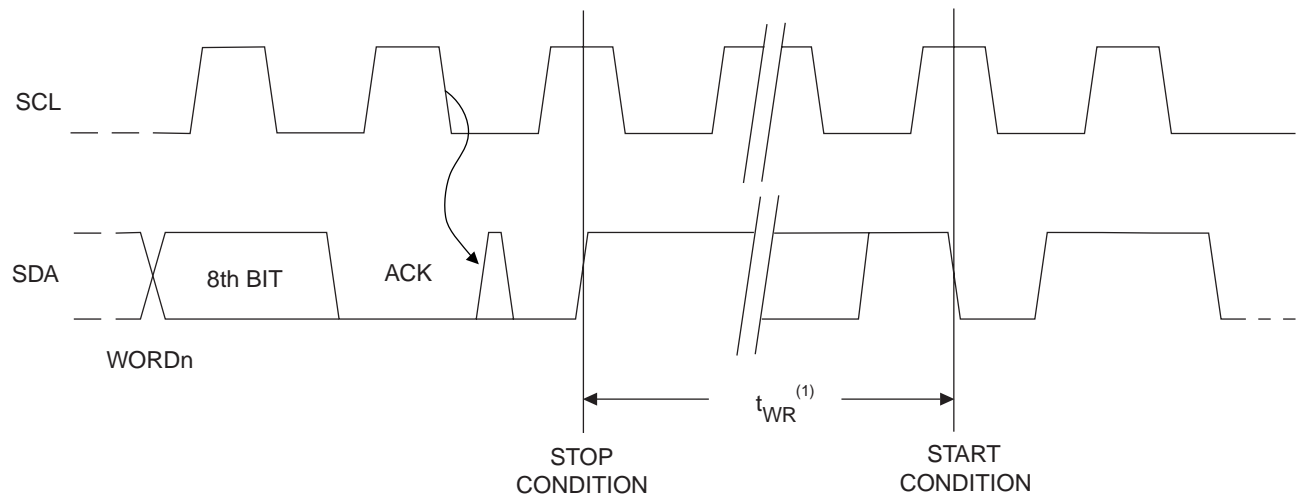 SCL
SDA
8th BIT
ACK
WORDn
tWR(1)
STOP
CONDITION
START
CONDITION